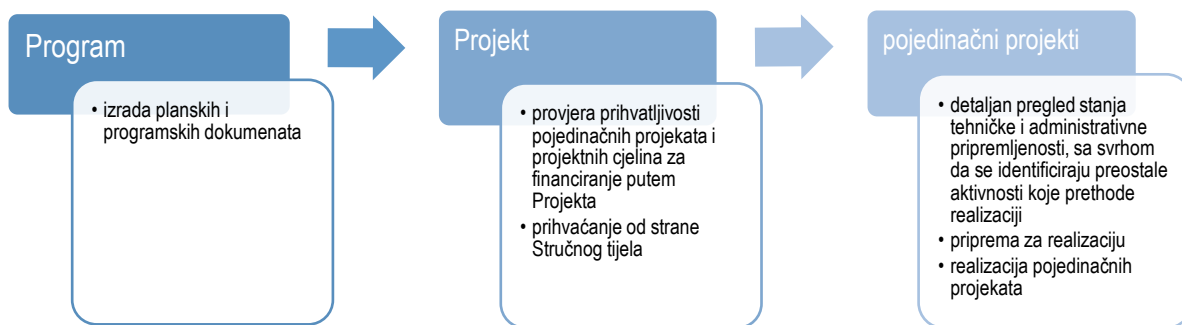 Program
• izrada planskih i
programskih dokumenata
Projekt
• provjera prihvatljivosti
pojedinačnih projekata i
projektnih cjelina za
financiranje putem
Projekta
• prihvaćanje od strane
Stručnog tijela
pojedinačni projekti
• detaljan pregled stanja
tehničke i administrativne
pripremljenosti, sa svrhom
da se identificiraju preostale
aktivnosti koje prethode
realizaciji
• priprema za realizaciju
• realizacija pojedinačnih
projekata